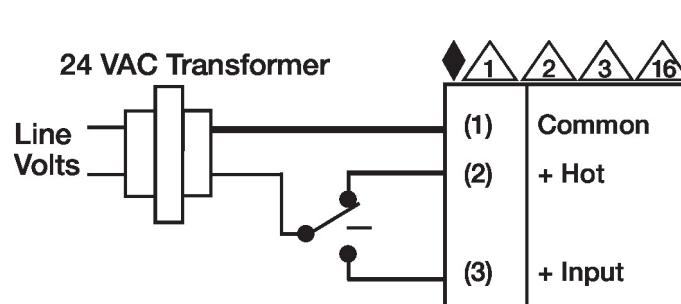 24 VAC Transformer
1 2 3 16
Line
Volts
(1) Common
(2) + Hot
(3) + Input